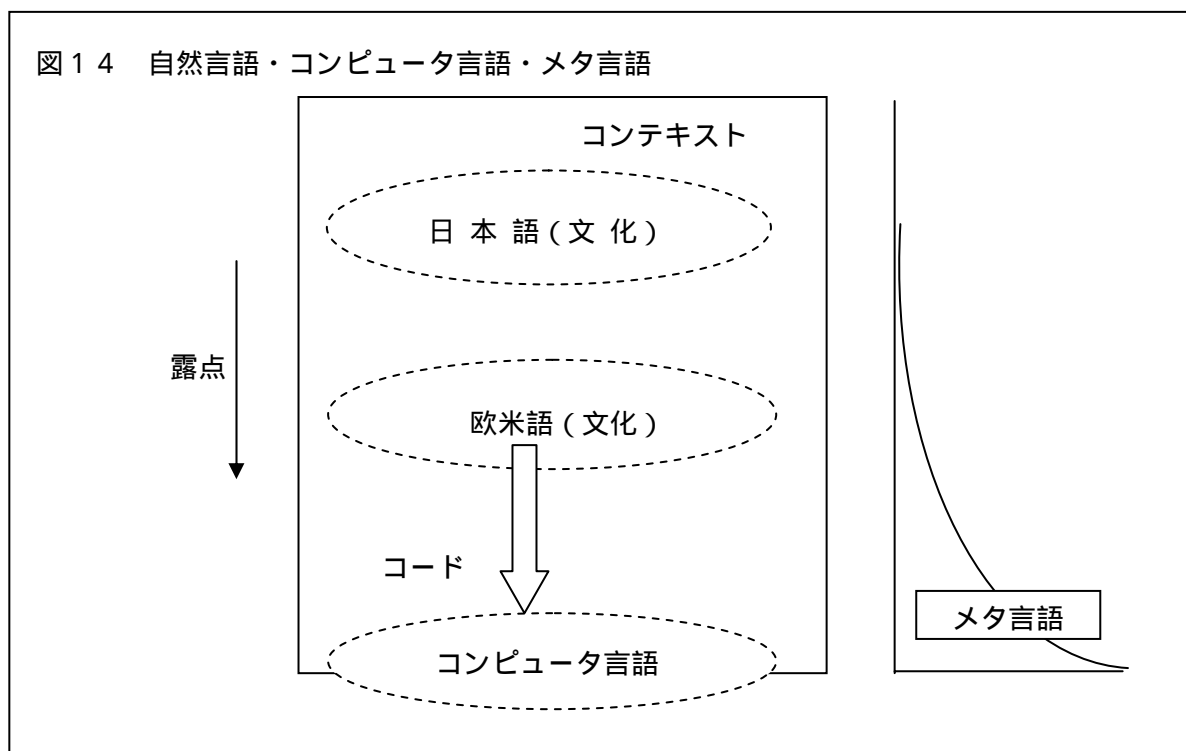 図１４　自然言語・コンピュータ言語・メタ言語
コンテキスト
日 本 語（文 化）
露点
欧米語（文化）
コード
メタ言語
コンピュータ言語